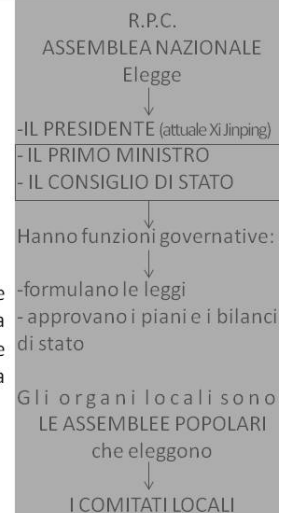 R.P.C.
ASSEMBLEA NAZIONALE
Elegge
-IL PRESIDENTE (attuale Xi Jinping)
- IL PRIMO MINISTRO
- IL CONSIGLIO DI STATO
Hanno funzioni governative:
e -formulano le leggi
a - approvano i piani e i bilanci
e di stato
a
Gli organi locali sono
LE ASSEMBLEE POPOLARI
che eleggono
I COMITATI LOCALI